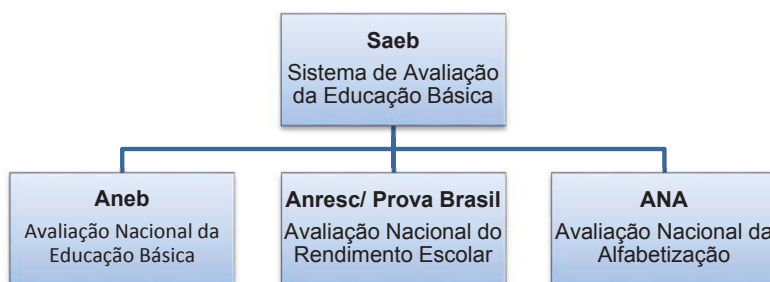 Saeb
Sistema de Avaliação
da Educação Básica
Aneb
Avaliação Nacional da
Educação Básica
Anresc/ Prova Brasil
Avaliação Nacional do
Rendimento Escolar
ANA
Avaliação Nacional da
Alfabetização